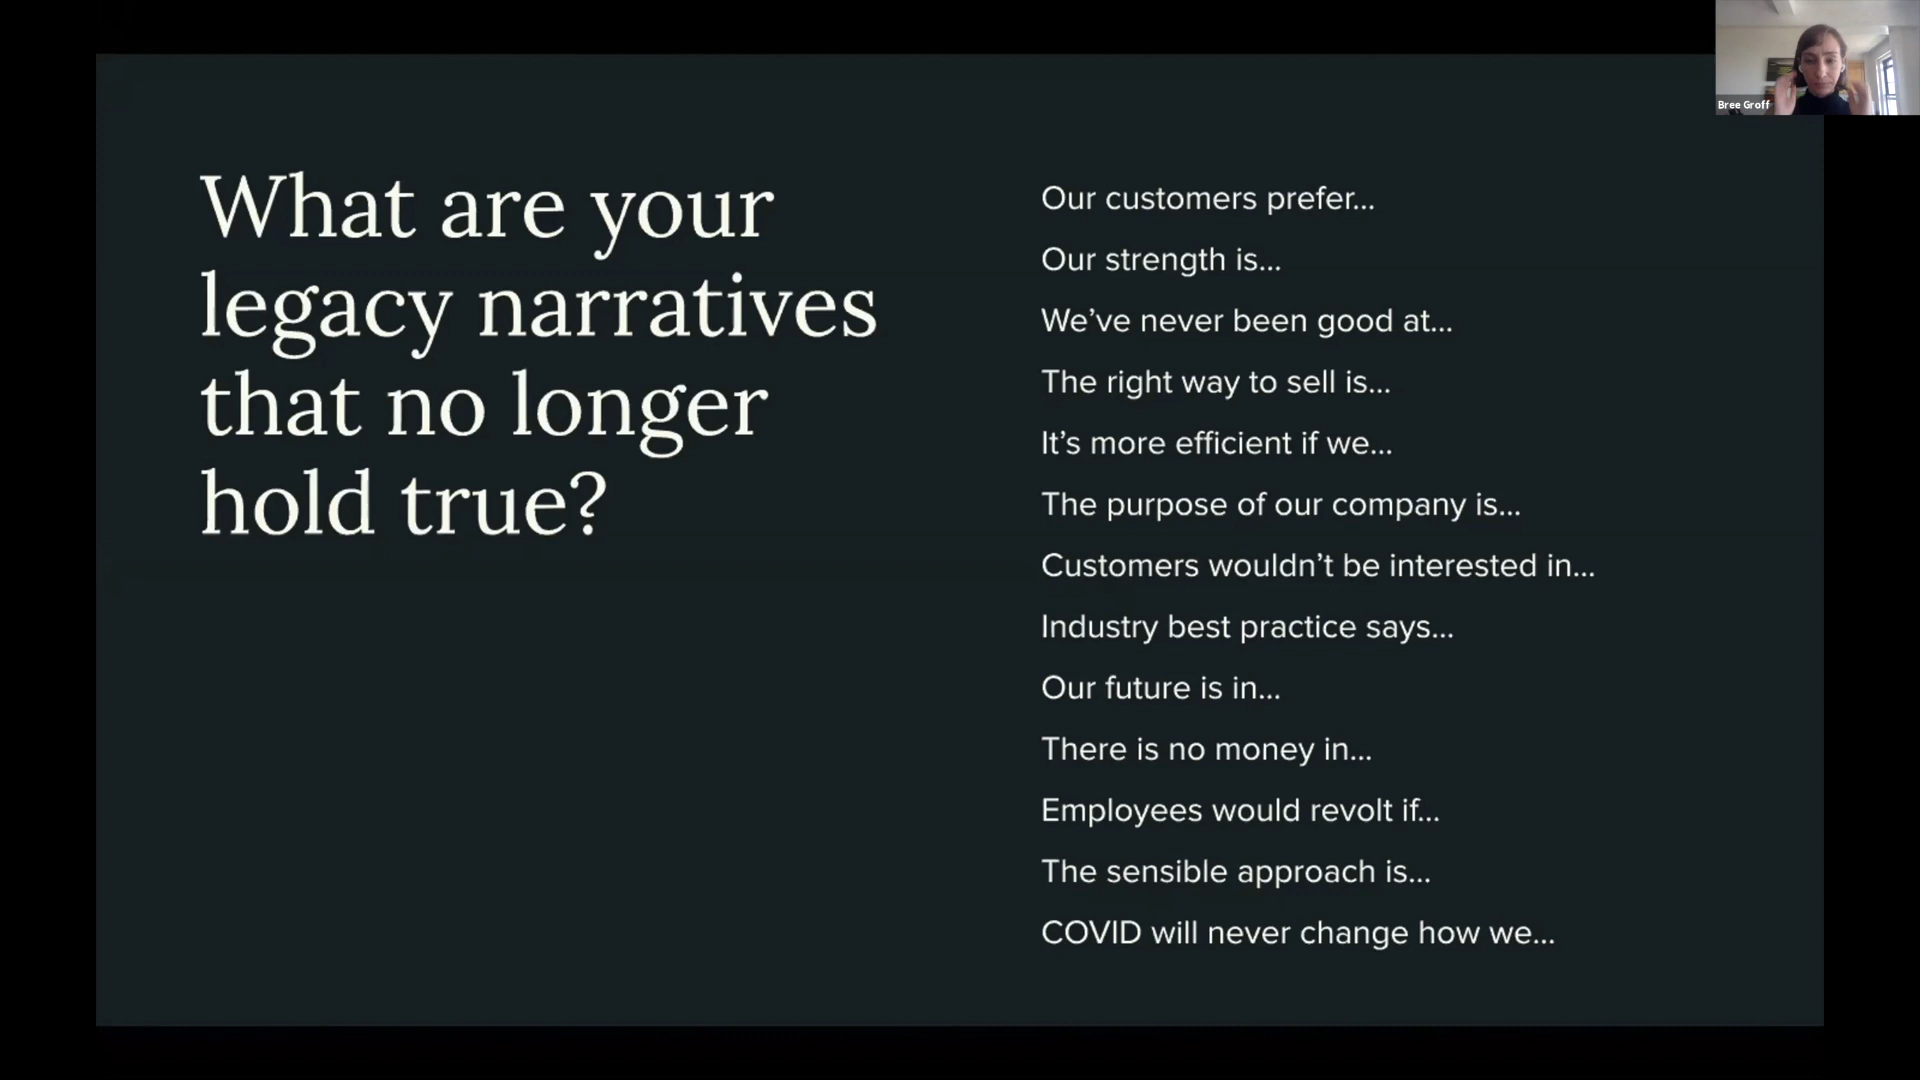 What are your
legacy narratives
that no longer
hold true?
Our customers prefer...
Our strength is...
We’ve never been good at...
The right way to sell is...
It’s more efficient if we...
The purpose of our company is...
Customers wouldn’t be interested in...
Industry best practice says...
Our future is in...
There is no money in...
Employees would revolt if...
The sensible approach is...
COVID will never change how we...
Bree Groff